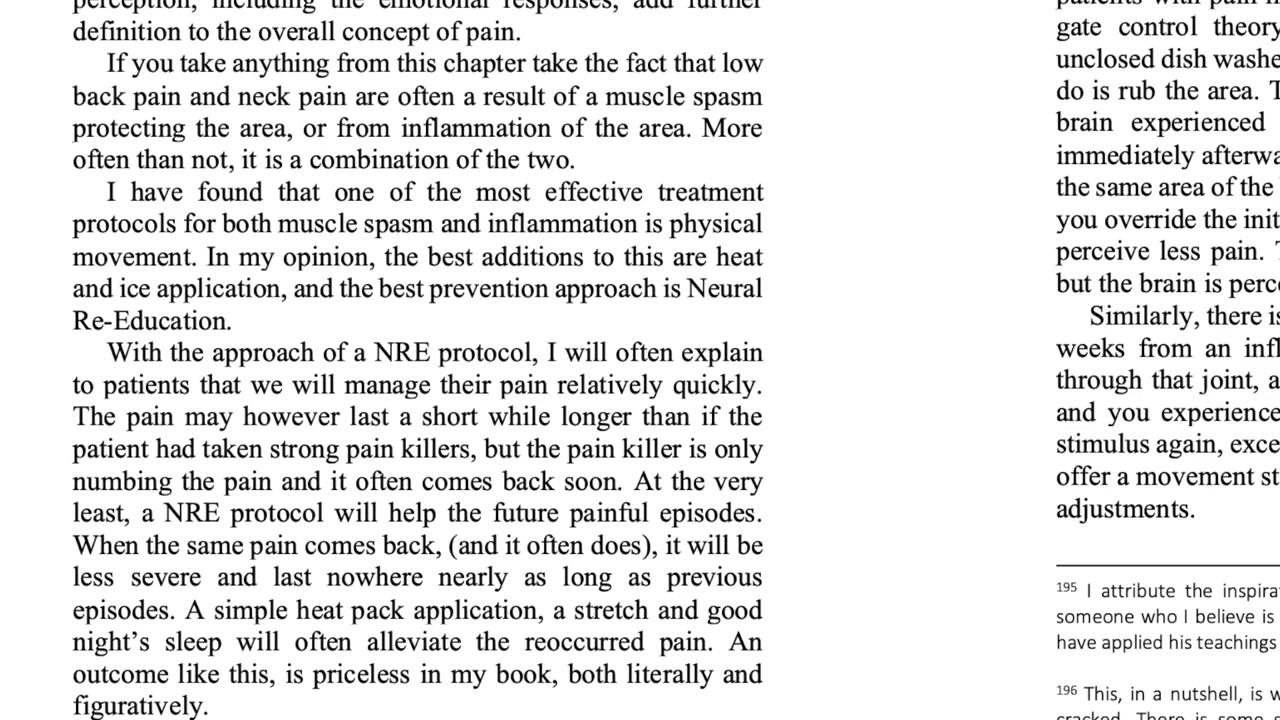 perception, including the emotional responses, add further
definition to the overall concept of pain.
If you take anything from this chapter take the fact that low
back pain and neck pain are often a result of a muscle spasm
protecting the area, or from inflammation of the area. More
often than not, it is a combination of the two.
I have found that one of the most effective treatment
protocols for both muscle spasm and inflammation is physical
movement. In my opinion, the best additions to this are heat
and ice application, and the best prevention approach is Neural
Re-Education.
With the approach of a NRE protocol, I will often explain
to patients that we will manage their pain relatively quickly.
The pain may however last a short while longer than if the
patient had taken strong pain killers, but the pain killer is only
numbing the pain and it often comes back soon. At the very
least, a NRE protocol will help the future painful episodes.
When the same pain comes back, (and it often does), it will be
less severe and last nowhere nearly as long as previous
episodes. A simple heat pack application, a stretch and good
night’s sleep will often alleviate the reoccurred pain. An
outcome like this, is priceless in my book, both literally and
figuratively.
patients with pain
gate control theory
unclosed dish washe
do is rub the area.
brain experienced
immediately afterwa
the same area of the
you override the init
perceive less pain.
but the brain is perc
Similarly, there is
weeks from an infl
through that joint, a
and you experience
stimulus again, exce
offer a movement st
adjustments.
195 I attribute the inspira
someone who I believe is
have applied his teachings
196 This, in a nutshell, is w
cracked. There is some